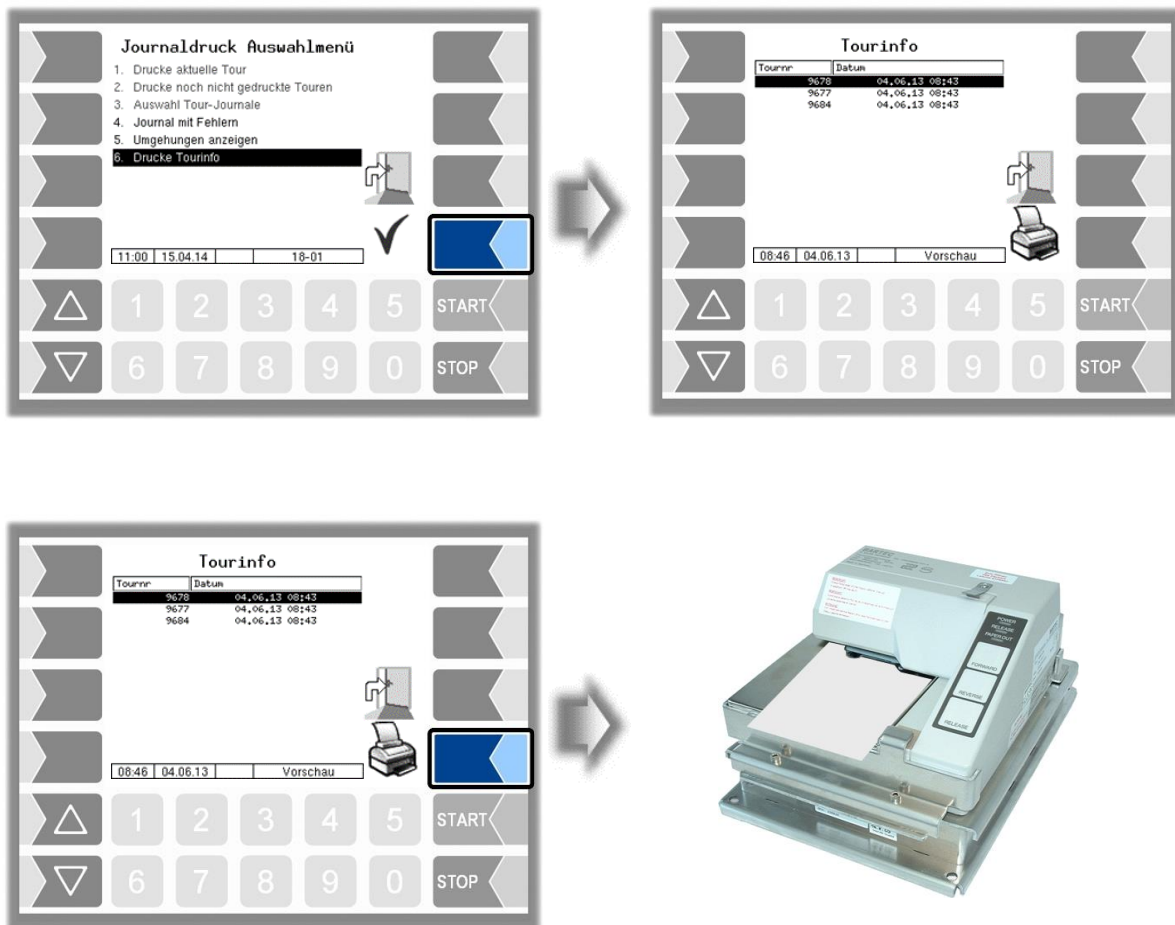 Journaldruck Auswahlmenü
1. Drucke aktuelle Tour
2. Drucke noch nicht gedruckte Touren
3. Auswahl Tour-Journale
4. Journal mit Fehlern
5. Umgehungen anzeigen
6. Drucke Tourinfo
11:00 15.04.14 18-01
1 2 3 4 5 START
6 7 8 9 0 STOP
Tourinfo
Tournr Datum
9678 04.06.13 08:43
9677 04.06.13 08:43
9684 04.06.13 08:43
08:46 04.06.13 Vorschau
1 2 3 4 5 START
6 7 8 9 0 STOP
Tourinfo
Tournr Datum
9678 04.06.13 08:43
9677 04.06.13 08:43
9684 04.06.13 08:43
08:46 04.06.13 Vorschau
1 2 3 4 5 START
6 7 8 9 0 STOP
BARTEC
POWER
RELEASE
PAPER OUT
FORWARD
REVERSE
RELEASE